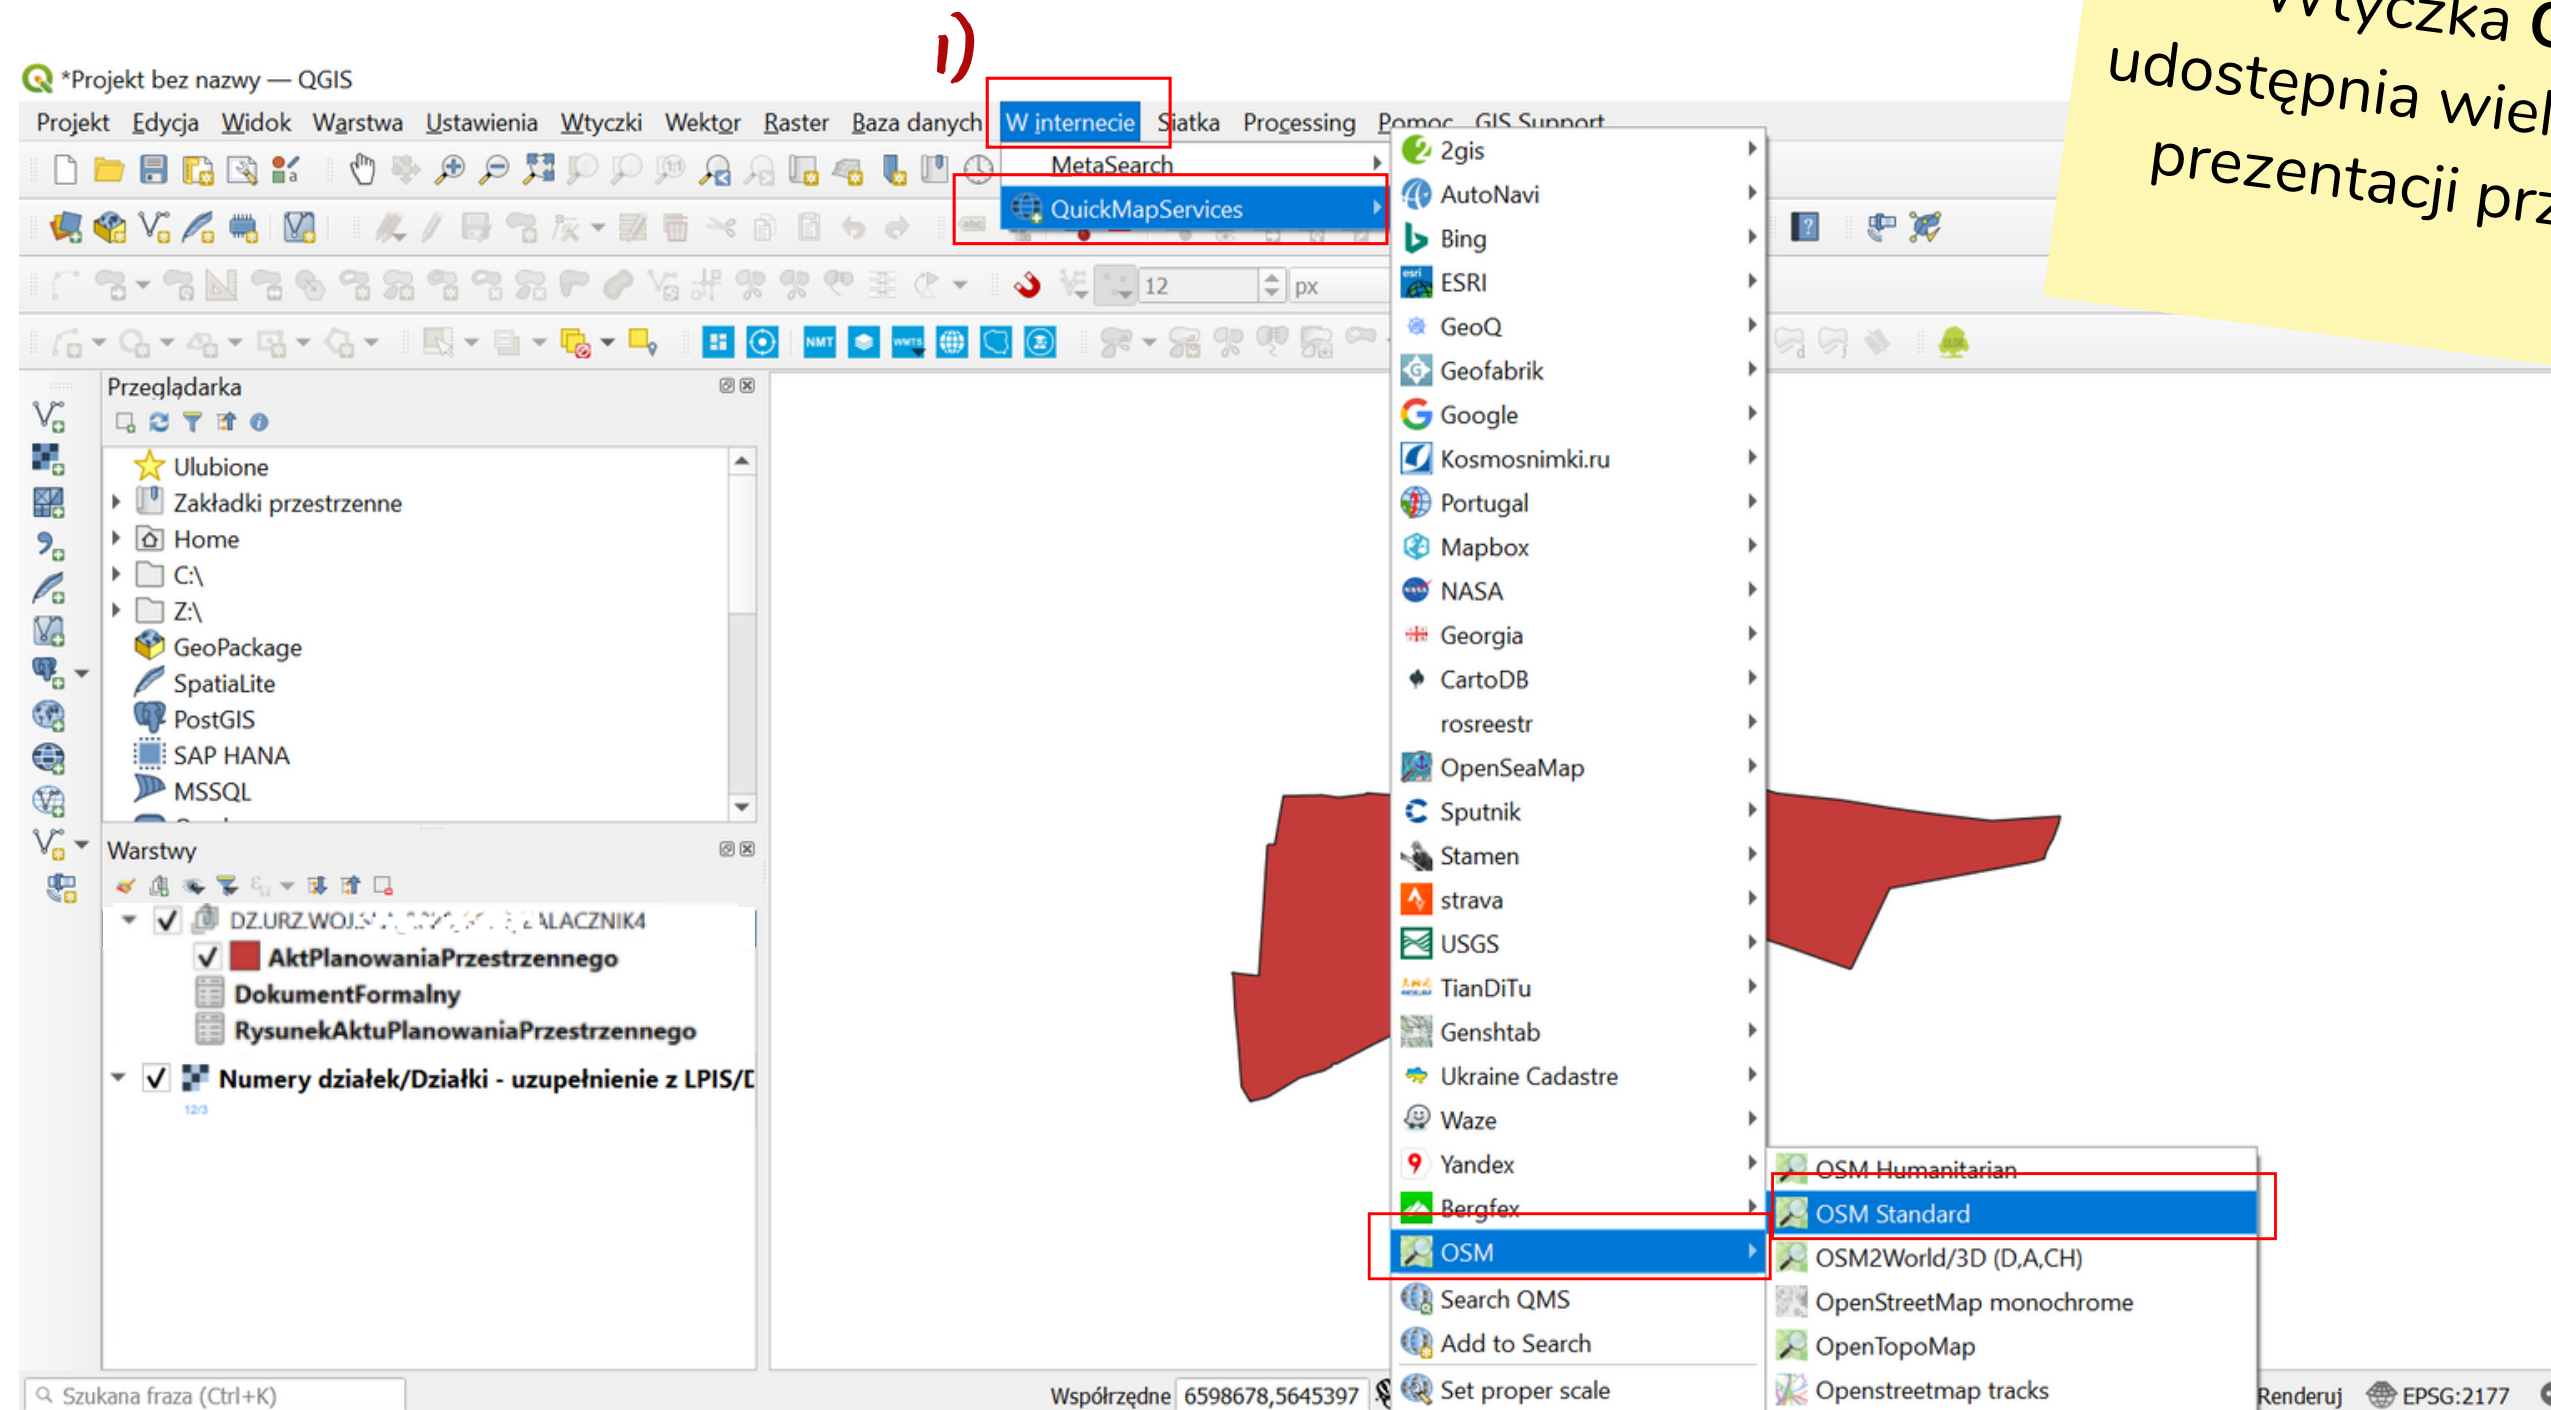 1)
Wtyczka
udostępnia
prezentacji
*Projekt bez nazwy — QGIS
Projekt Edycja Widok Warstwa Ustawienia Wtyczki Wektor Raster Baza danych W internecie Siatka Processing Pomoc GIS Support
MetaSearch
QuickMapServices
12 px
NMT WMTS
2gis
AutoNavi
Bing
ESRI
GeoQ
Geofabrik
Google
Kosmosnimki.ru
Portugal
Mapbox
NASA
Georgia
CartoDB
rosreestr
OpenSeaMap
Sputnik
Stamen
strava
USGS
TianDiTu
Genshtab
Ukraine Cadastre
Waze
Yandex
Bergfex
OSM
Search QMS
Add to Search
Set proper scale
OSM Humanitarian
OSM Standard
OSM2World/3D (D,A,CH)
OpenStreetMap monochrome
OpenTopoMap
Openstreetmap tracks
Przeglądarka
Ulubione
Zakładki przestrzenne
Home
C:\
Z:\
GeoPackage
SpatiaLite
PostGIS
SAP HANA
MSSQL
Warstwy
AktPlanowaniaPrzestrzennego
DokumentFormalny
RysunekAktuPlanowaniaPrzestrzennego
Numery działek/Działki - uzupełnienie z LPIS/
12/3
Szukana fraza (Ctrl+K)
Współrzędne 6598678,5645397
Renderuj EPSG:2177